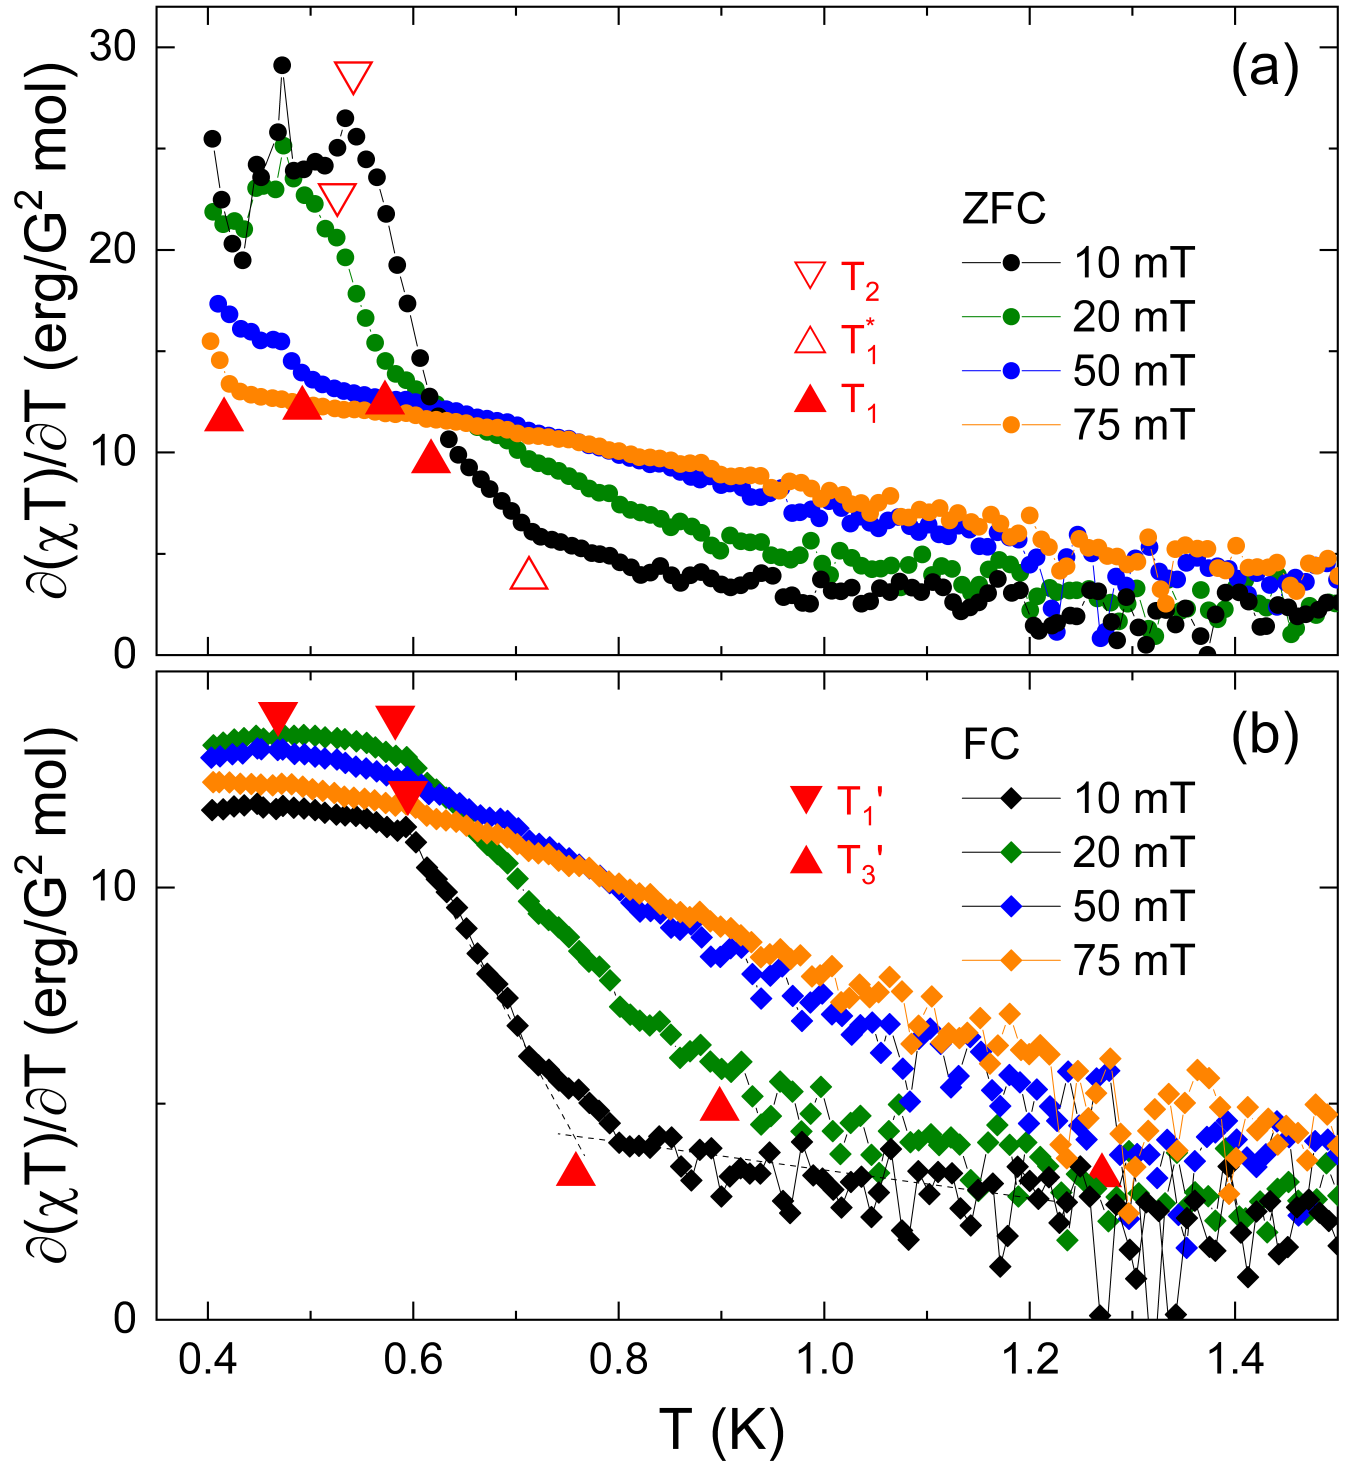 (a)
30
20
10
0
∂(χT)/∂T (erg/G² mol)
T₂
T₁*
T₁
ZFC
10 mT
20 mT
50 mT
75 mT
(b)
10
0
∂(χT)/∂T (erg/G² mol)
T₁'
T₃'
FC
10 mT
20 mT
50 mT
75 mT
0.4 0.6 0.8 1.0 1.2 1.4
T (K)